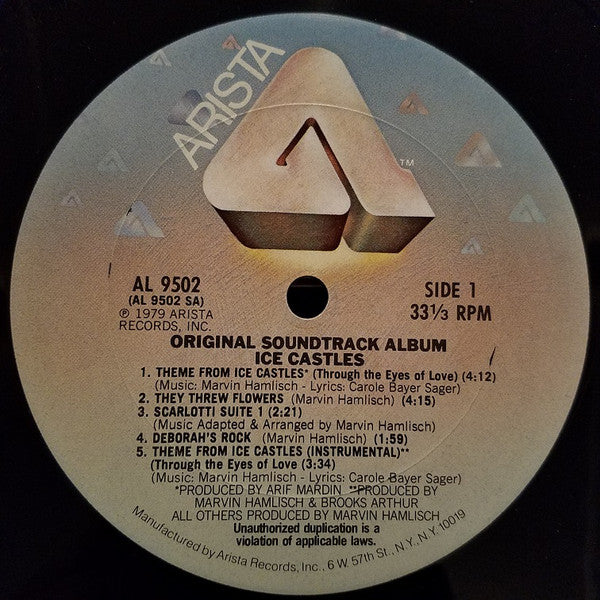 ARISTA
TM
AL 9502
(AL 9502 SA)
℗ 1979 ARISTA
RECORDS, INC.
SIDE 1
33⅓ RPM
ORIGINAL SOUNDTRACK ALBUM
ICE CASTLES
1. THEME FROM ICE CASTLES* (Through the Eyes of Love) (4:12)
(Music: Marvin Hamlisch - Lyrics: Carole Bayer Sager)
2. THEY THREW FLOWERS (Marvin Hamlisch) (4:15)
3. SCARLOTTI SUITE 1 (2:21)
(Music Adapted & Arranged by Marvin Hamlisch)
4. DEBORAH'S ROCK (Marvin Hamlisch) (1:59)
5. THEME FROM ICE CASTLES (INSTRUMENTAL)**
(Through the Eyes of Love (3:34)
(Music: Marvin Hamlisch - Lyrics: Carole Bayer Sager)
*PRODUCED BY ARIF MARDIN **PRODUCED BY
MARVIN HAMLISCH & BROOKS ARTHUR
ALL OTHERS PRODUCED BY MARVIN HAMLISCH
Unauthorized duplication is a
violation of applicable laws.
Manufactured by Arista Records, Inc., 6 W. 57th St., N.Y., N.Y. 10019